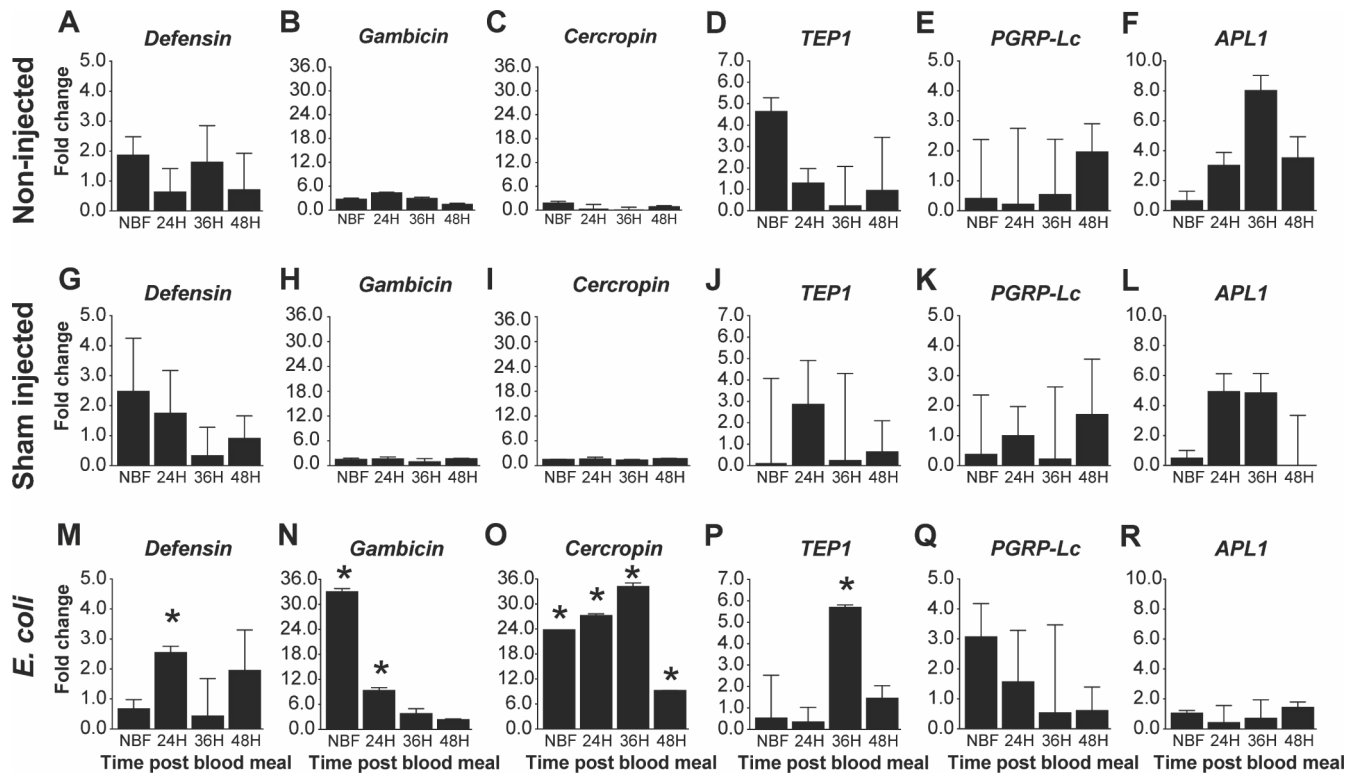 A Defensin
B Gambicin
C Cercropin
D TEP1
E PGRP-Lc
F APL1
Non-injected
Fold change
5.0 4.0 3.0 2.0 1.0 0.0
36.0 30.0 24.0 18.0 12.0 6.0 0.0
36.0 30.0 24.0 18.0 12.0 6.0 0.0
7.0 6.0 5.0 4.0 3.0 2.0 1.0 0.0
5.0 4.0 3.0 2.0 1.0 0.0
10.0 8.0 6.0 4.0 2.0 0.0
NBF 24H 36H 48H
NBF 24H 36H 48H
NBF 24H 36H 48H
NBF 24H 36H 48H
NBF 24H 36H 48H
NBF 24H 36H 48H
G Defensin
H Gambicin
I Cercropin
J TEP1
K PGRP-Lc
L APL1
Sham injected
Fold change
5.0 4.0 3.0 2.0 1.0 0.0
36.0 30.0 24.0 18.0 12.0 6.0 0.0
36.0 30.0 24.0 18.0 12.0 6.0 0.0
7.0 6.0 5.0 4.0 3.0 2.0 1.0 0.0
5.0 4.0 3.0 2.0 1.0 0.0
10.0 8.0 6.0 4.0 2.0 0.0
NBF 24H 36H 48H
NBF 24H 36H 48H
NBF 24H 36H 48H
NBF 24H 36H 48H
NBF 24H 36H 48H
NBF 24H 36H 48H
M Defensin
N Gambicin
O Cercropin
P TEP1
Q PGRP-Lc
R APL1
E. coli
Fold change
5.0 4.0 3.0 2.0 1.0 0.0
*
36.0 30.0 24.0 18.0 12.0 6.0 0.0
* *
36.0 30.0 24.0 18.0 12.0 6.0 0.0
* * * *
7.0 6.0 5.0 4.0 3.0 2.0 1.0 0.0
*
5.0 4.0 3.0 2.0 1.0 0.0
10.0 8.0 6.0 4.0 2.0 0.0
NBF 24H 36H 48H
NBF 24H 36H 48H
NBF 24H 36H 48H
NBF 24H 36H 48H
NBF 24H 36H 48H
NBF 24H 36H 48H
Time post blood meal
Time post blood meal
Time post blood meal
Time post blood meal
Time post blood meal
Time post blood meal